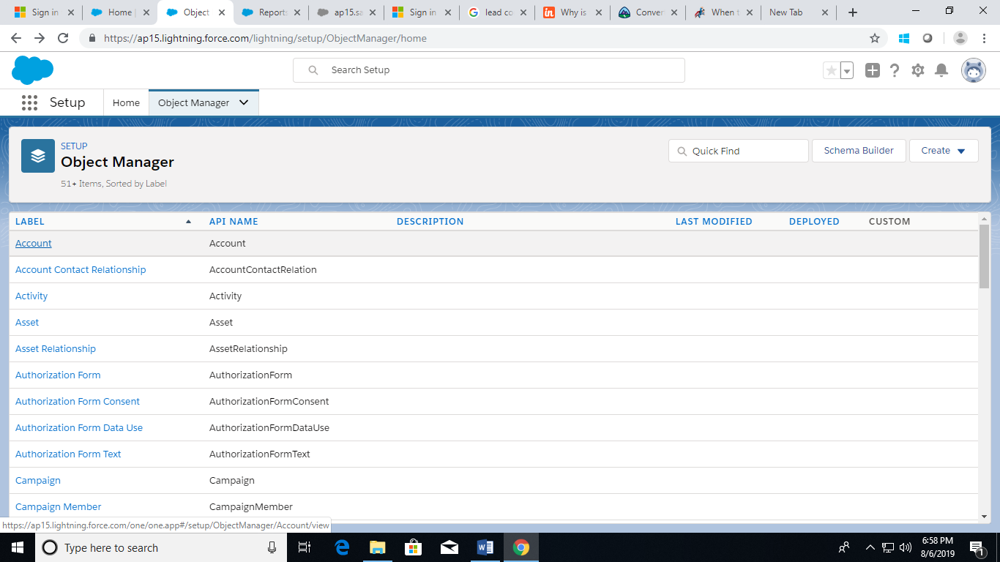 Sign in
Home |
Object
Reports
ap15.sa
Sign in
lead co
Why is
Conver
When t
New Tab
https://ap15.lightning.force.com/lightning/setup/ObjectManager/home
Search Setup
Setup
Home
Object Manager
SETUP
Object Manager
51+ Items, Sorted by Label
Quick Find
Schema Builder
Create
LABEL API NAME DESCRIPTION LAST MODIFIED DEPLOYED CUSTOM
Account Account
Account Contact Relationship AccountContactRelation
Activity Activity
Asset Asset
Asset Relationship AssetRelationship
Authorization Form AuthorizationForm
Authorization Form Consent AuthorizationFormConsent
Authorization Form Data Use AuthorizationFormDataUse
Authorization Form Text AuthorizationFormText
Campaign Campaign
Campaign Member CampaignMember
https://ap15.lightning.force.com/one/one.app#/setup/ObjectManager/Account/view
Type here to search
6:58 PM
8/6/2019
1